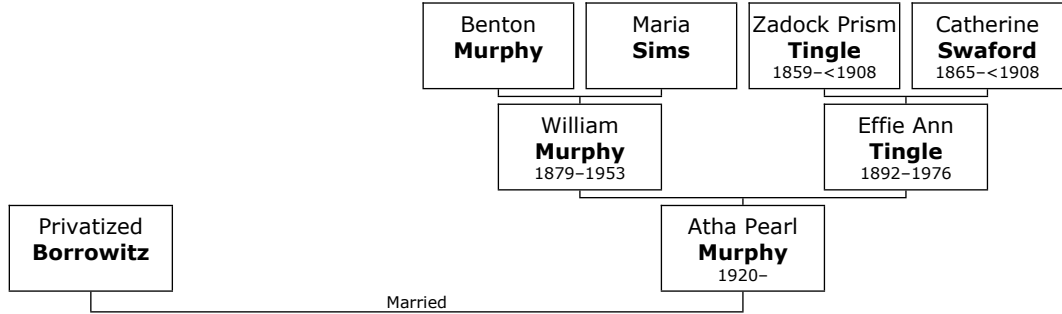 Benton
Murphy
Maria
Sims
Zadock Prism
Tingle
1859–<1908
Catherine
Swaford
1865–<1908
William
Murphy
1879–1953
Effie Ann
Tingle
1892–1976
Privatized
Borrowitz
Atha Pearl
Murphy
1920–
Married